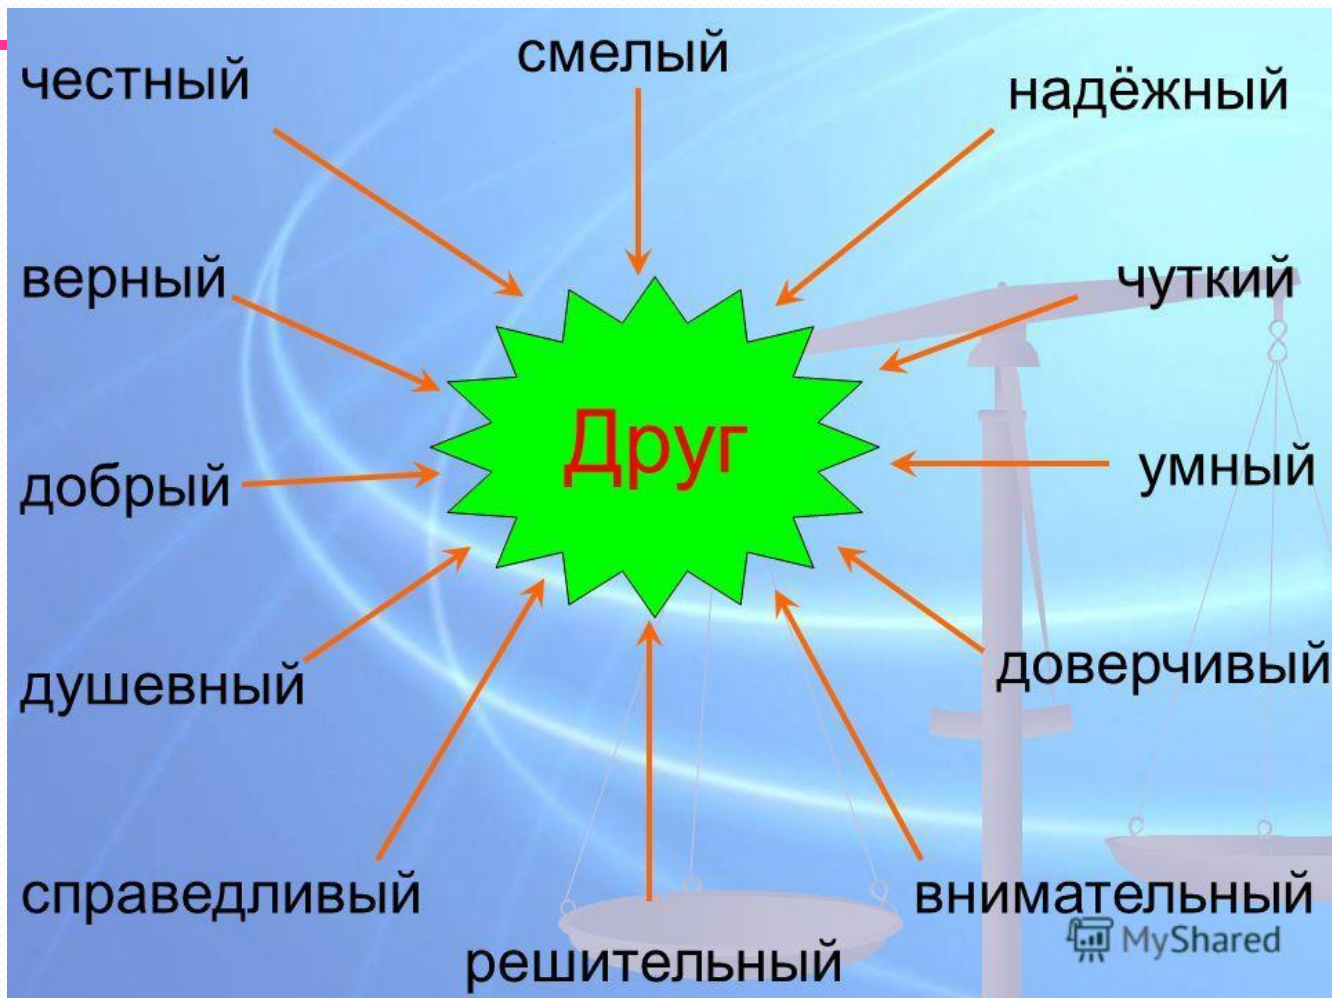 смелый
честный
надёжный
верный
чуткий
Друг
умный
добрый
доверчивый
душевный
справедливый
внимательный
MyShared
решительный